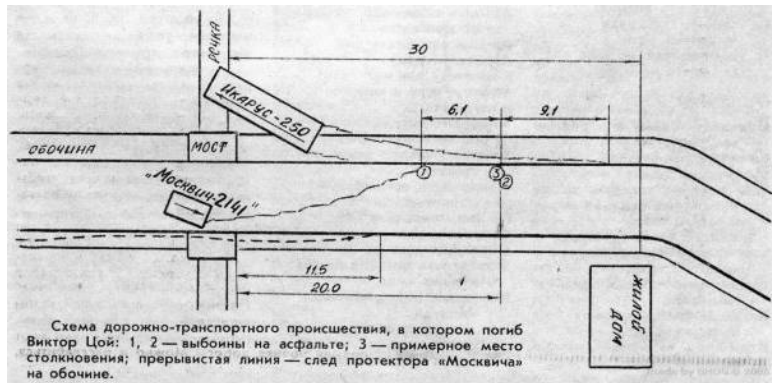 РЕЧКА
30
ИКАРУС-250
6,1
9,1
ОБОЧИНА
МОСТ
1
3
2
"Москвич-2141"
11.5
20.0
ЖИЛОЙ
ДОМ
Схема дорожно-транспортного происшествия, в котором погиб
Виктор Цой: 1, 2 — выбоины на асфальте; 3 — примерное место
столкновения; прерывистая линия — след протектора «Москвича»
на обочине.